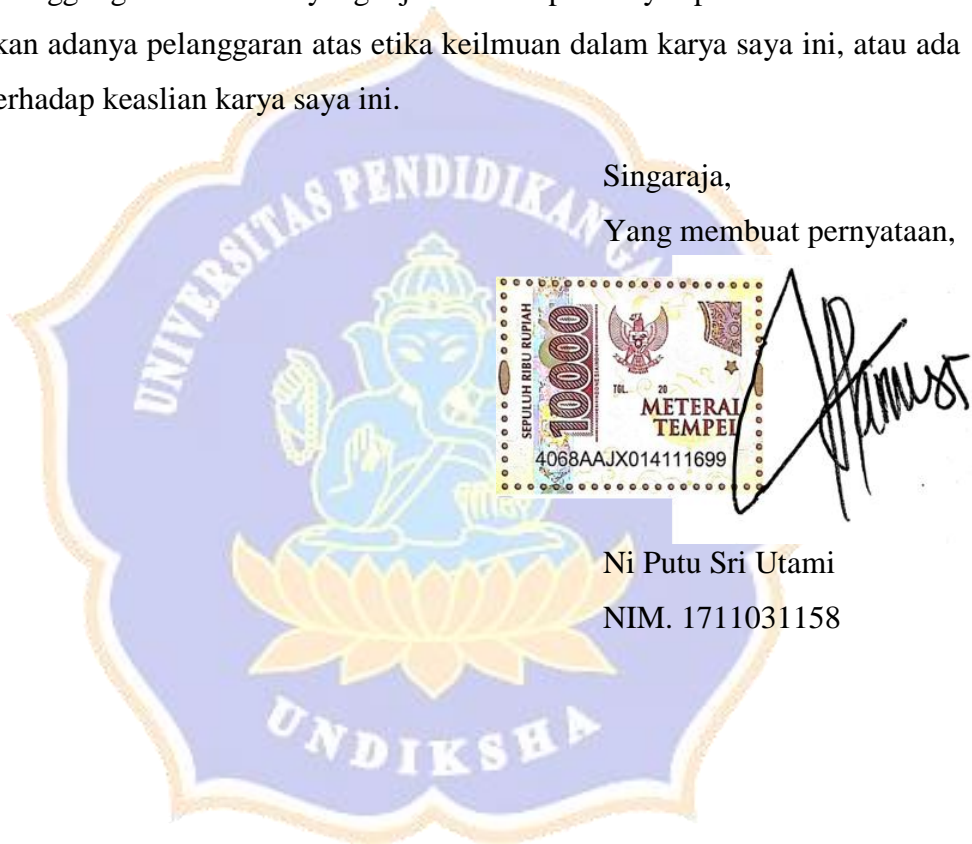 kan adanya pelanggaran atas etika keilmuan dalam karya saya ini, atau ada
erhadap keaslian karya saya ini.
Singaraja,
Yang membuat pernyataan,
UNIVERSITAS PENDIDIKAN GA
SEPULUH RIBU RUPIAH
10000
TGL. 20
METERAI
TEMPEL
4068AAJX014111699
Ni Putu Sri Utami
NIM. 1711031158
UNDIKSHA